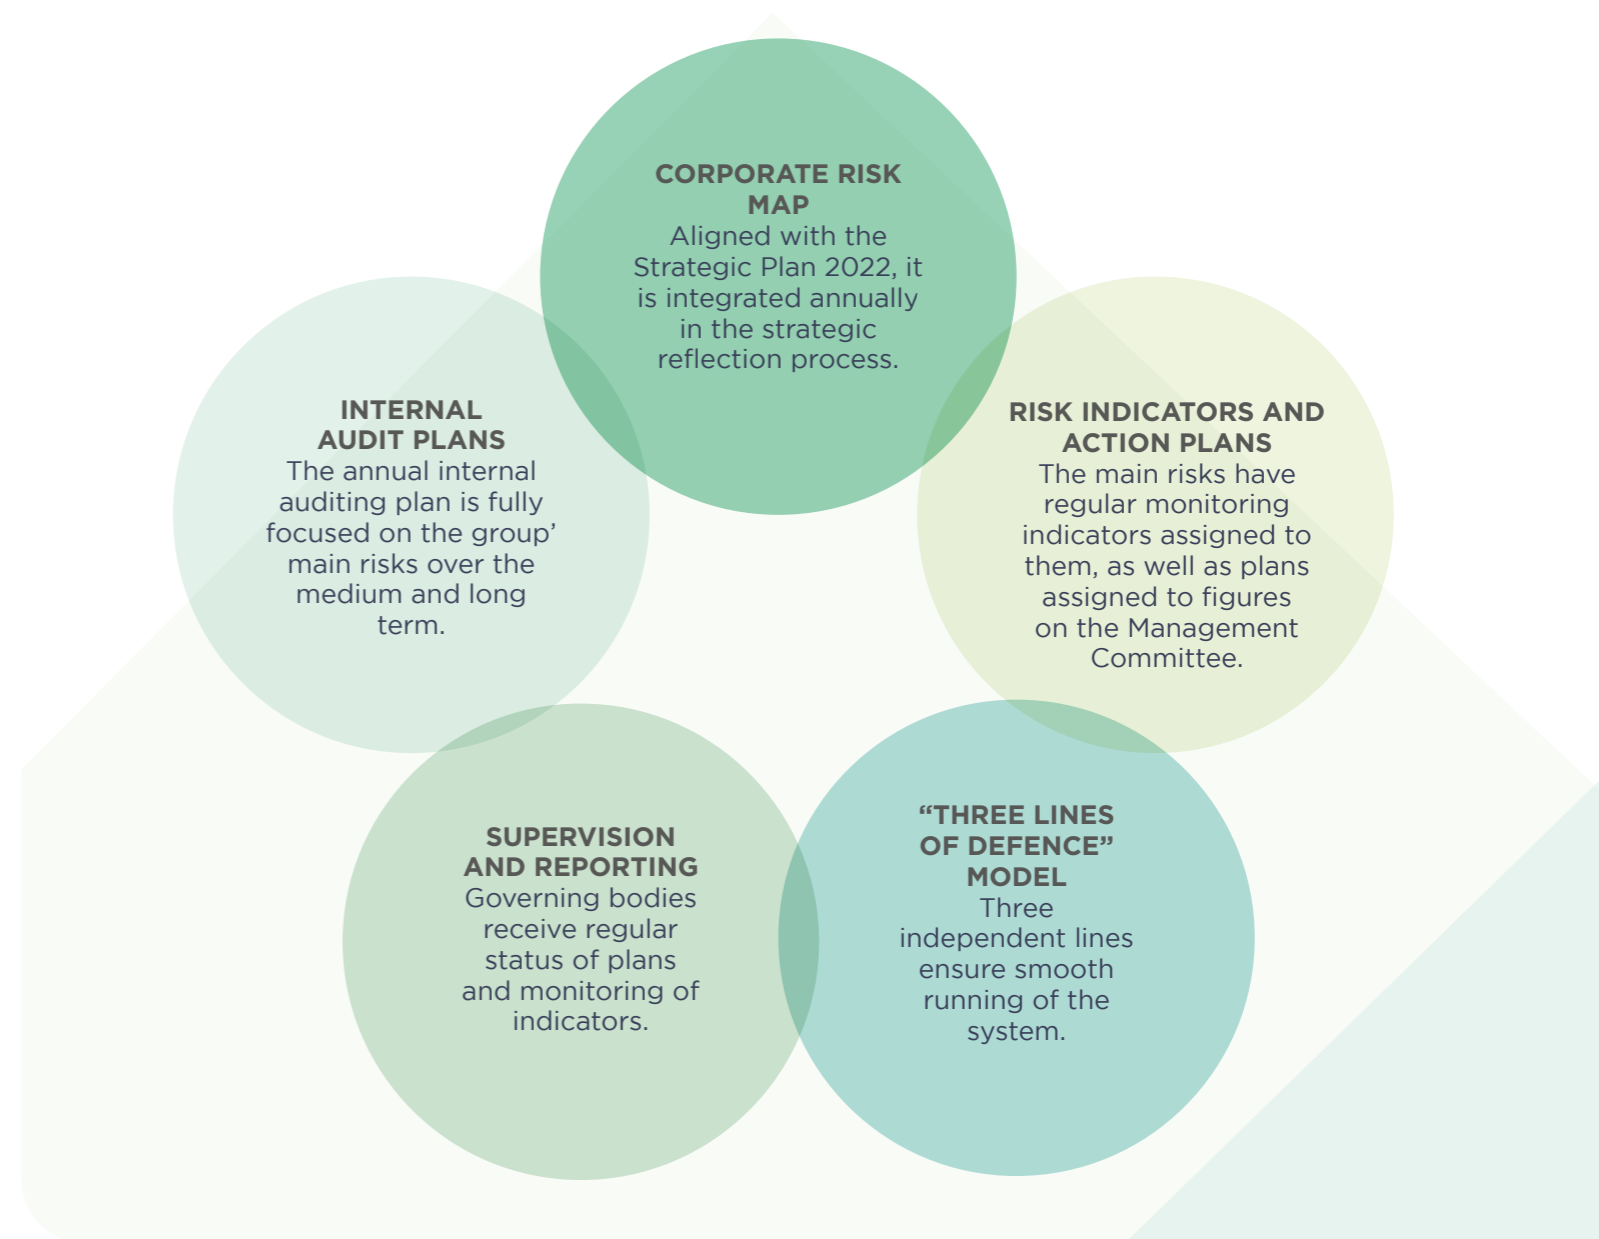 CORPORATE RISK
MAP
Aligned with the
Strategic Plan 2022, it
is integrated annually
in the strategic
reflection process.
INTERNAL
AUDIT PLANS
The annual internal
auditing plan is fully
focused on the group’
main risks over the
medium and long
term.
RISK INDICATORS AND
ACTION PLANS
The main risks have
regular monitoring
indicators assigned to
them, as well as plans
assigned to figures
on the Management
Committee.
SUPERVISION
AND REPORTING
Governing bodies
receive regular
status of plans
and monitoring of
indicators.
“THREE LINES
OF DEFENCE”
MODEL
Three
independent lines
ensure smooth
running of the
system.